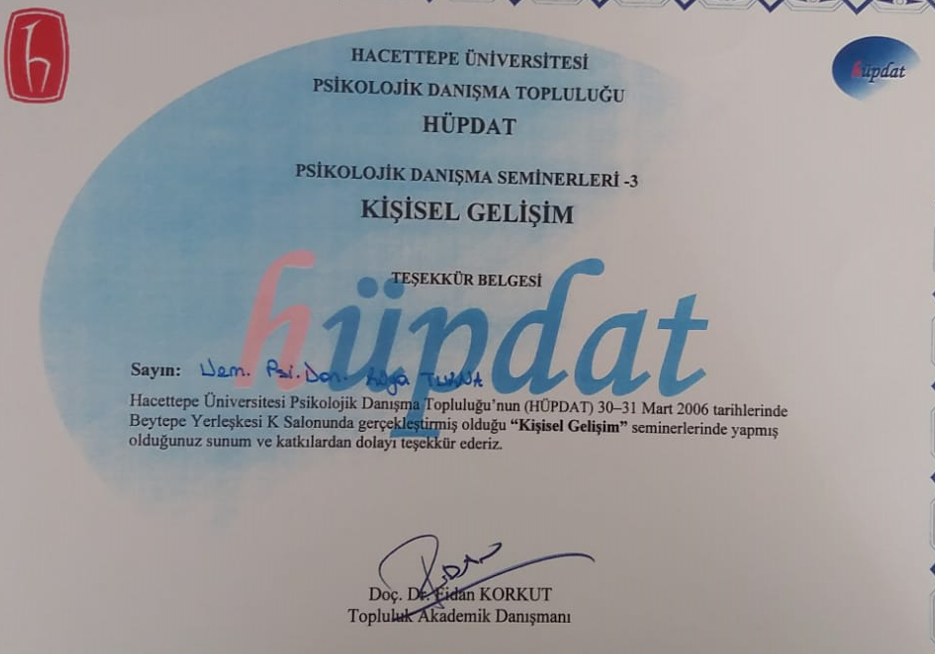 h
hüpdat
HACETTEPE ÜNİVERSİTESİ
PSİKOLOJİK DANIŞMA TOPLULUĞU
HÜPDAT
PSİKOLOJİK DANIŞMA SEMİNERLERİ -3
KİŞİSEL GELİŞİM
TEŞEKKÜR BELGESİ
hüpdat
Sayın: Psi. Dan.
Hacettepe Üniversitesi Psikolojik Danışma Topluluğu’nun (HÜPDAT) 30–31 Mart 2006 tarihlerinde
Beytepe Yerleşkesi K Salonunda gerçekleştirmiş olduğu “Kişisel Gelişim” seminerlerinde yapmış
olduğunuz sunum ve katkılardan dolayı teşekkür ederiz.
Doç. Dr. Fidan KORKUT
Topluluk Akademik Danışmanı